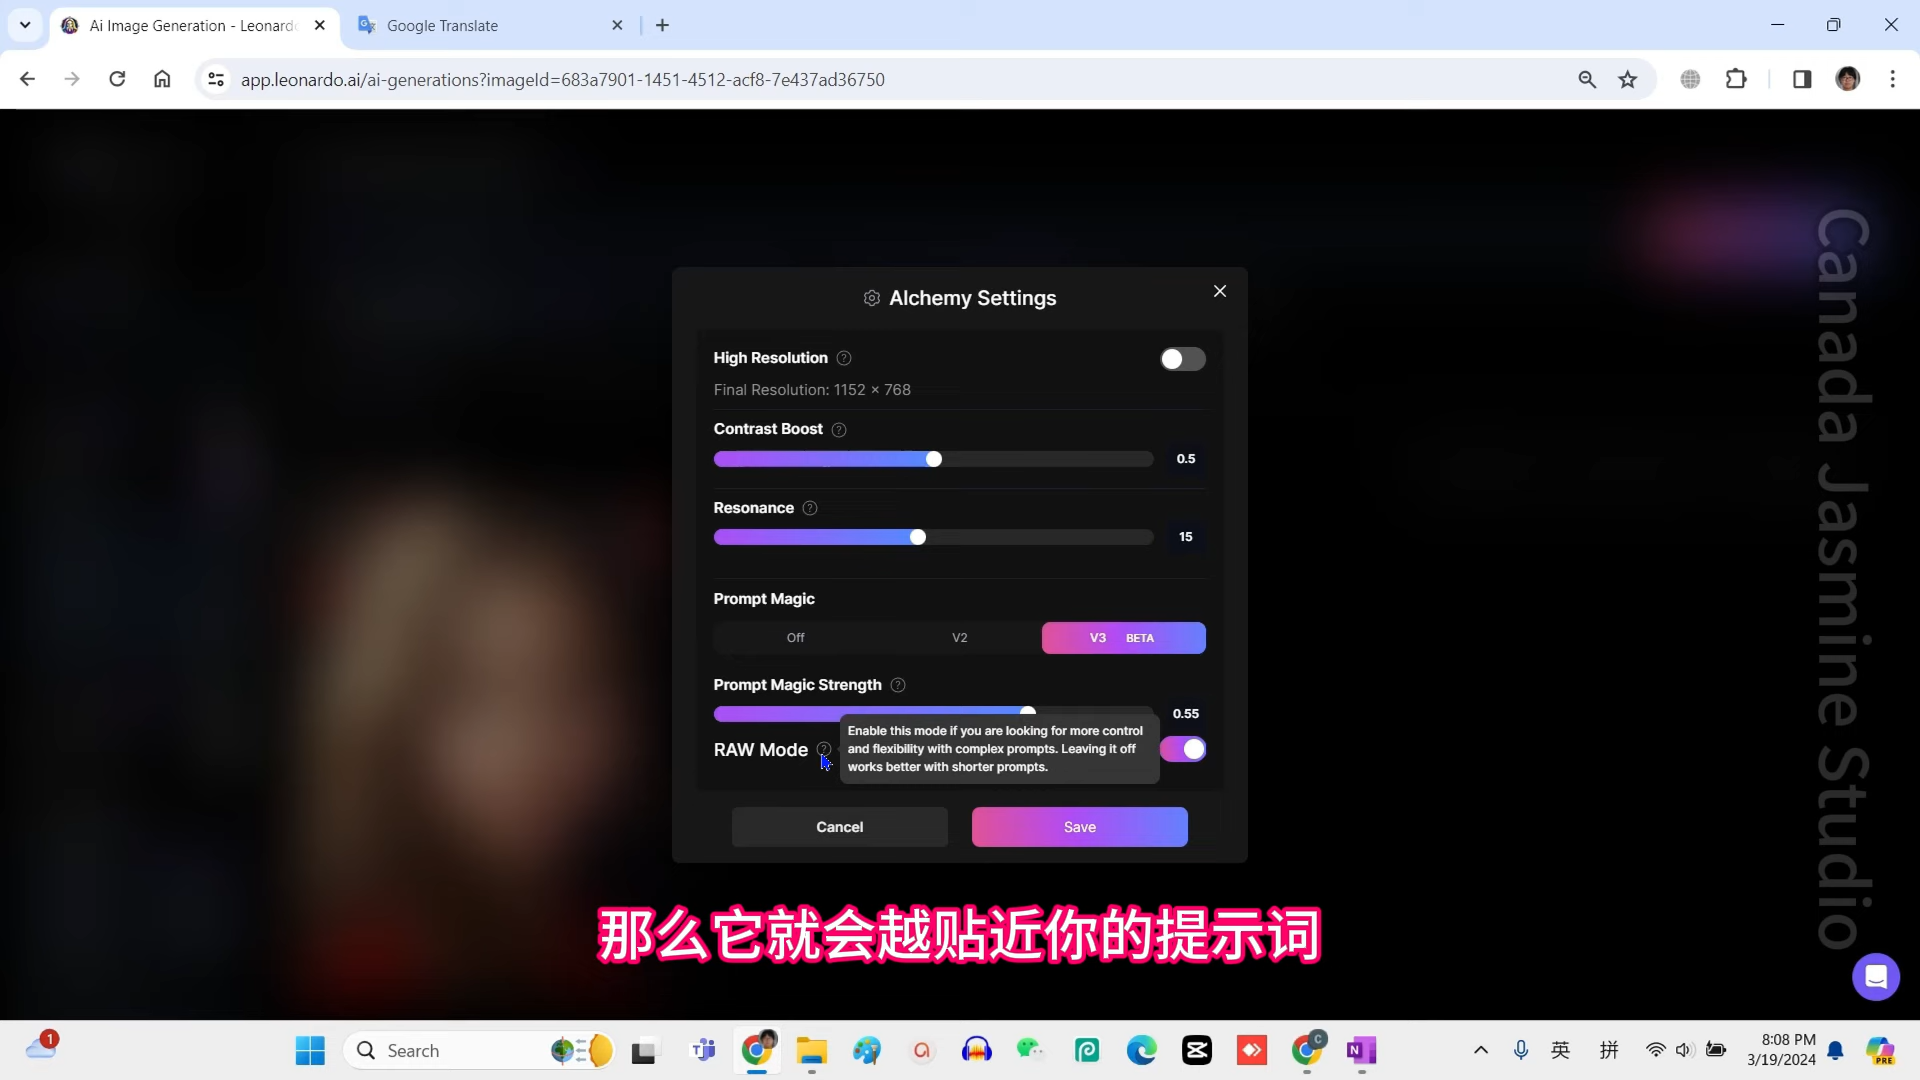 Ai Image Generation - Leonardo
Google Translate
app.leonardo.ai/ai-generations?imageId=683a7901-1451-4512-acf8-7e437ad36750
Alchemy Settings
High Resolution
Final Resolution: 1152 × 768
Contrast Boost
0.5
Resonance
15
Prompt Magic
Off V2 V3 BETA
Prompt Magic Strength
0.55
RAW Mode
Enable this mode if you are looking for more control
and flexibility with complex prompts. Leaving it off
works better with shorter prompts.
Cancel Save
那么它就会越贴近你的提示词
Canada Jasmine Studio
1
Search
英
拼
8:08 PM
3/19/2024
PRE